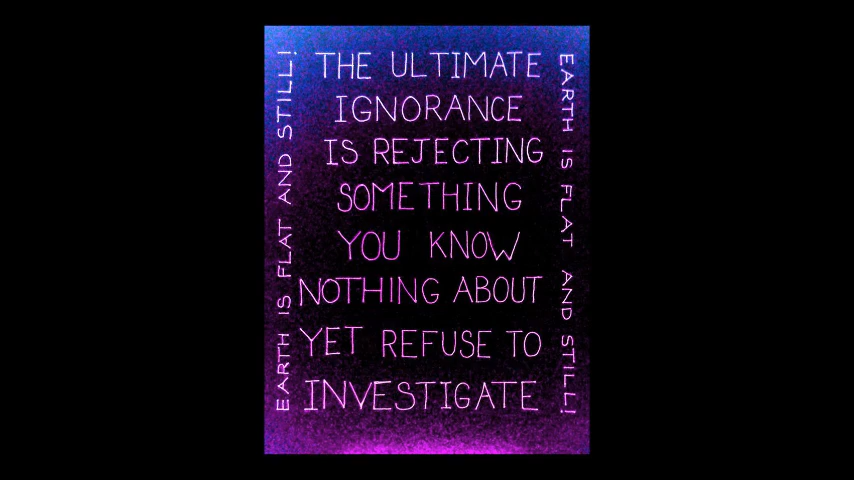 EARTH IS FLAT AND STILL!
THE ULTIMATE
IGNORANCE
IS REJECTING
SOMETHING
YOU KNOW
NOTHING ABOUT
YET REFUSE TO
INVESTIGATE
EARTH IS FLAT AND STILL!